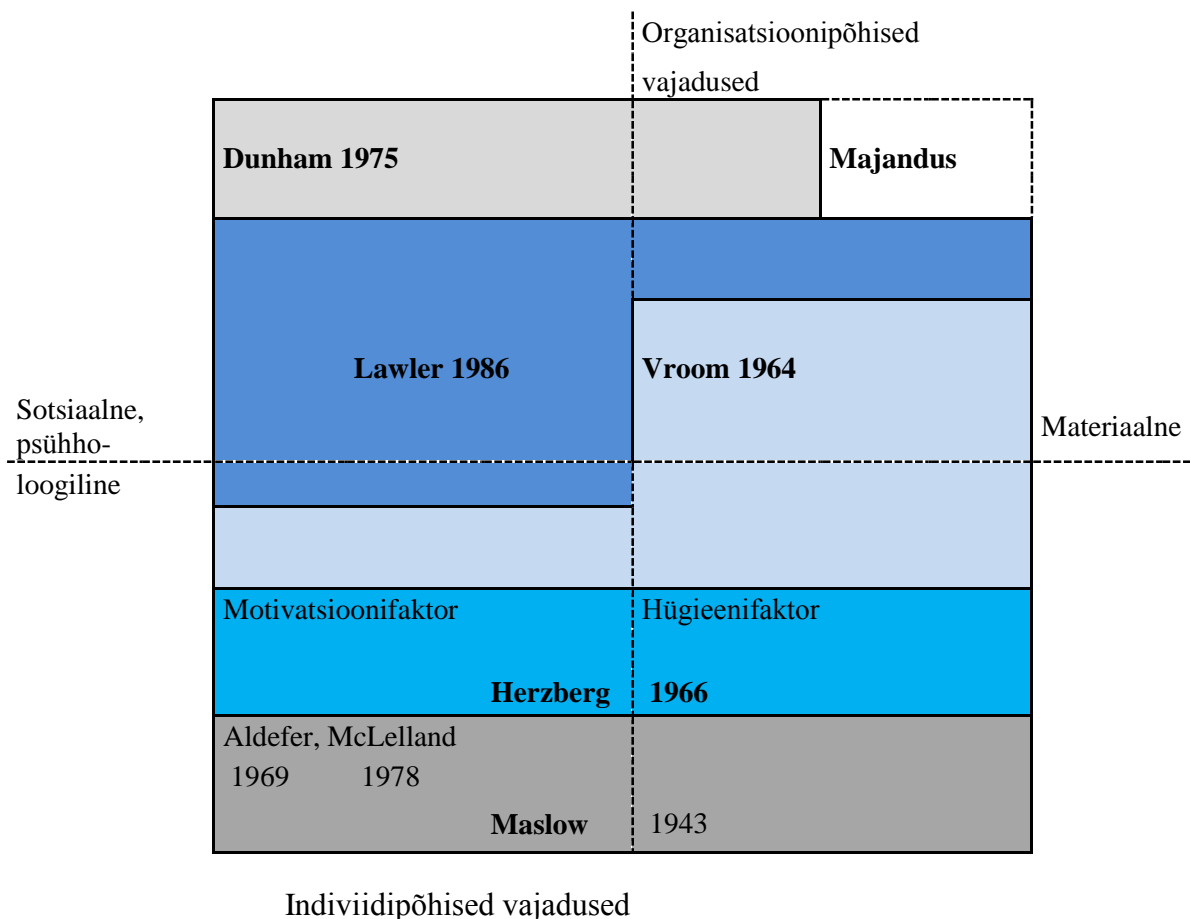 Organisatsioonipõhised
vajadused
Dunham 1975
Majandus
Lawler 1986
Vroom 1964
Sotsiaalne,
psühho-
loogiline
Materiaalne
Motivatsioonifaktor
Hügieenifaktor
Herzberg 1966
Aldefer, McLelland
1969 1978
Maslow 1943
Indiviidipõhised vajadused